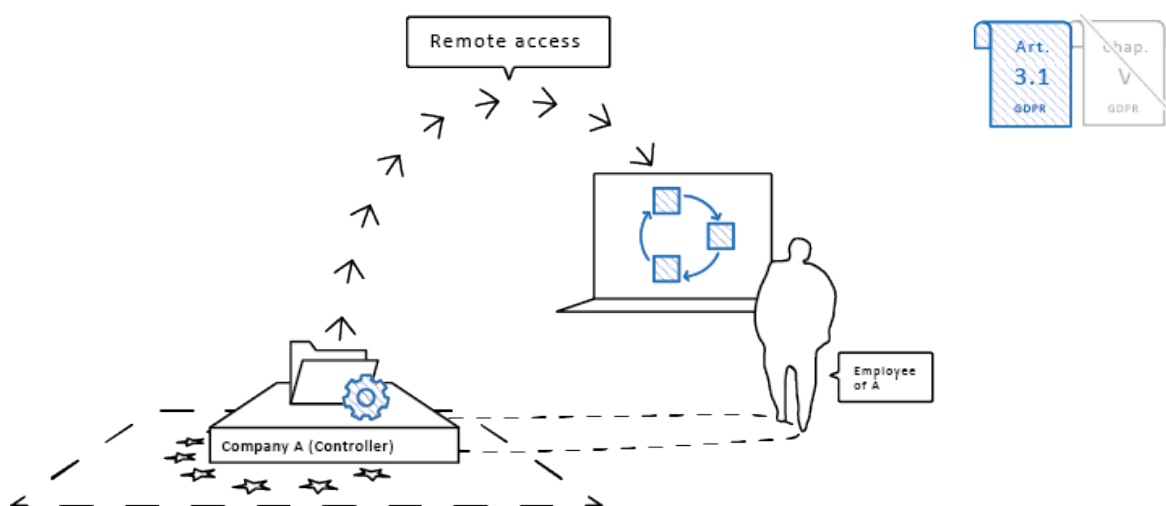 Remote access
Art.
3.1
GDPR
Chap.
V
GDPR
Employee
of A
Company A (Controller)